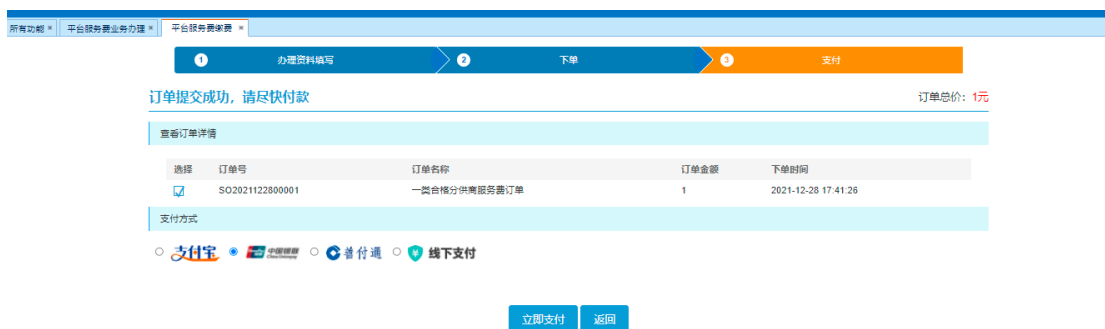 所有功能 × 平台服务费业务办理 × 平台服务费缴费 ×
1 办理资料填写 2 下单 3 支付
订单提交成功，请尽快付款 订单总价：1元
查看订单详情
选择 订单号 订单名称 订单金额 下单时间
SO2021122800001 一类合格分供商服务费订单 1 2021-12-28 17:41:26
支付方式
支付宝 中国银联 China Unionpay 善付通 线下支付
立即支付 返回